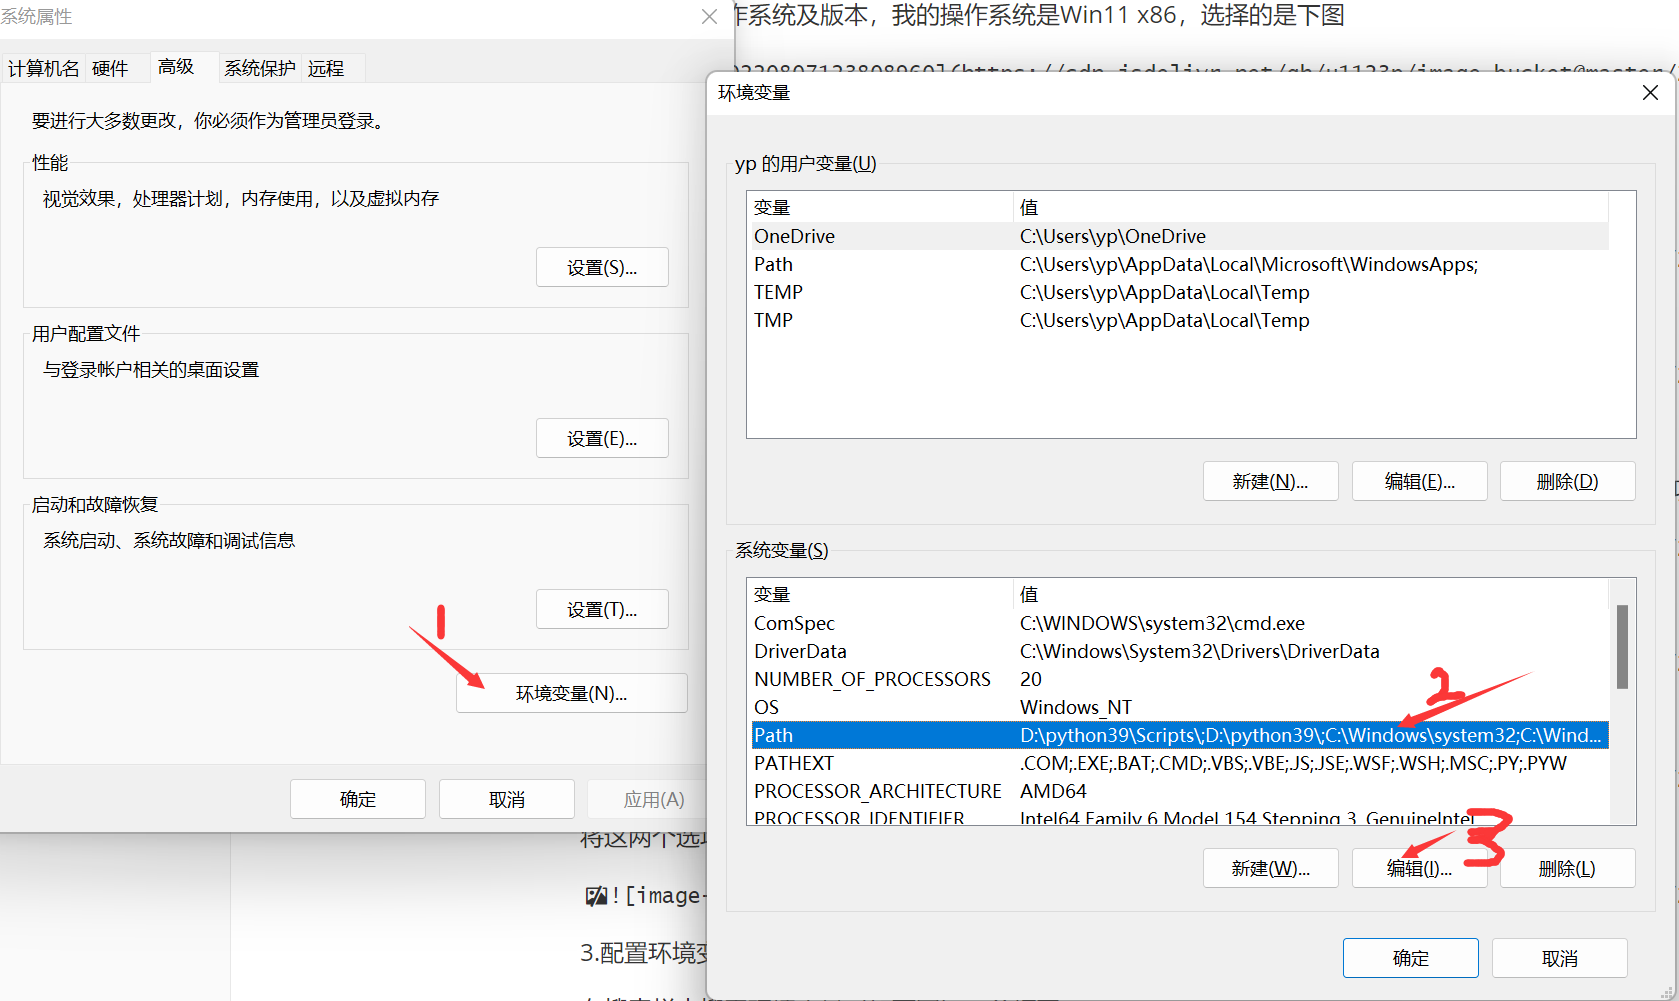 系统属性
计算机名 硬件 高级 系统保护 远程
要进行大多数更改，你必须作为管理员登录。
性能
视觉效果，处理器计划，内存使用，以及虚拟内存
设置(S)...
用户配置文件
与登录帐户相关的桌面设置
设置(E)...
启动和故障恢复
系统启动、系统故障和调试信息
设置(T)...
1
环境变量(N)...
确定 取消 应用(A)
作系统及版本，我的操作系统是Win11 x86，选择的是下图
环境变量
yp 的用户变量(U)
变量 值
OneDrive C:\Users\yp\OneDrive
Path C:\Users\yp\AppData\Local\Microsoft\WindowsApps;
TEMP C:\Users\yp\AppData\Local\Temp
TMP C:\Users\yp\AppData\Local\Temp
新建(N)... 编辑(E)... 删除(D)
系统变量(S)
变量 值
ComSpec C:\WINDOWS\system32\cmd.exe
DriverData C:\Windows\System32\Drivers\DriverData
NUMBER_OF_PROCESSORS 20
OS Windows_NT
2
Path D:\python39\Scripts\;D:\python39\;C:\Windows\system32;C:\Wind...
PATHEXT .COM;.EXE;.BAT;.CMD;.VBS;.VBE;.JS;.JSE;.WSF;.WSH;.MSC;.PY;.PYW
PROCESSOR_ARCHITECTURE AMD64
PROCESSOR_IDENTIFIER Intel64 Family 6 Model 154 Stepping 3, GenuineIntel
3
新建(W)... 编辑(I)... 删除(L)
确定 取消
将这两个选
![image-
3.配置环境变